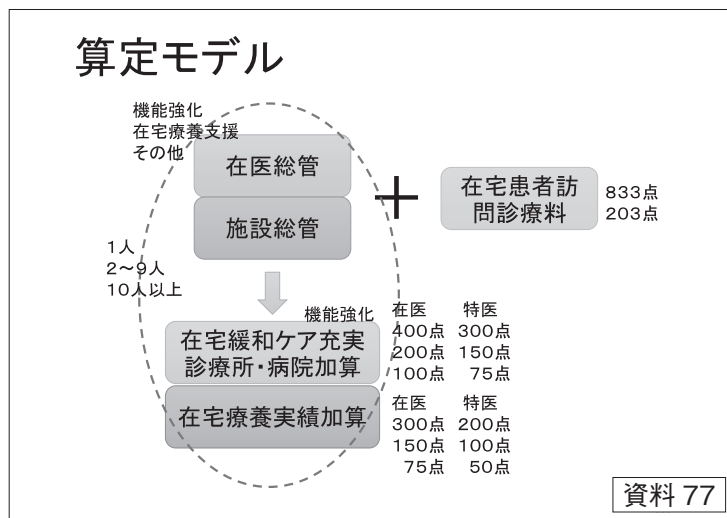 算定モデル
機能強化
在宅療養支援
その他
在医総管
施設総管
＋
在宅患者訪
問診療料
833点
203点
1人
2～9人
10人以上
機能強化
在宅緩和ケア充実
診療所・病院加算
在医 特医
400点 300点
200点 150点
100点 75点
在宅療養実績加算
在医 特医
300点 200点
150点 100点
75点 50点
資料 77